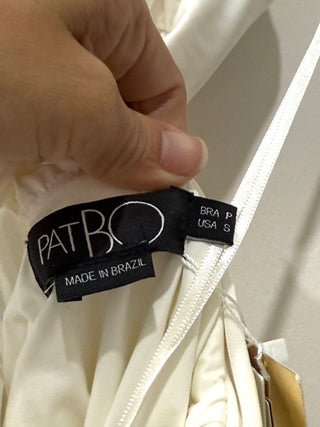 PATBO
MADE IN BRAZIL
BRA P
USA S